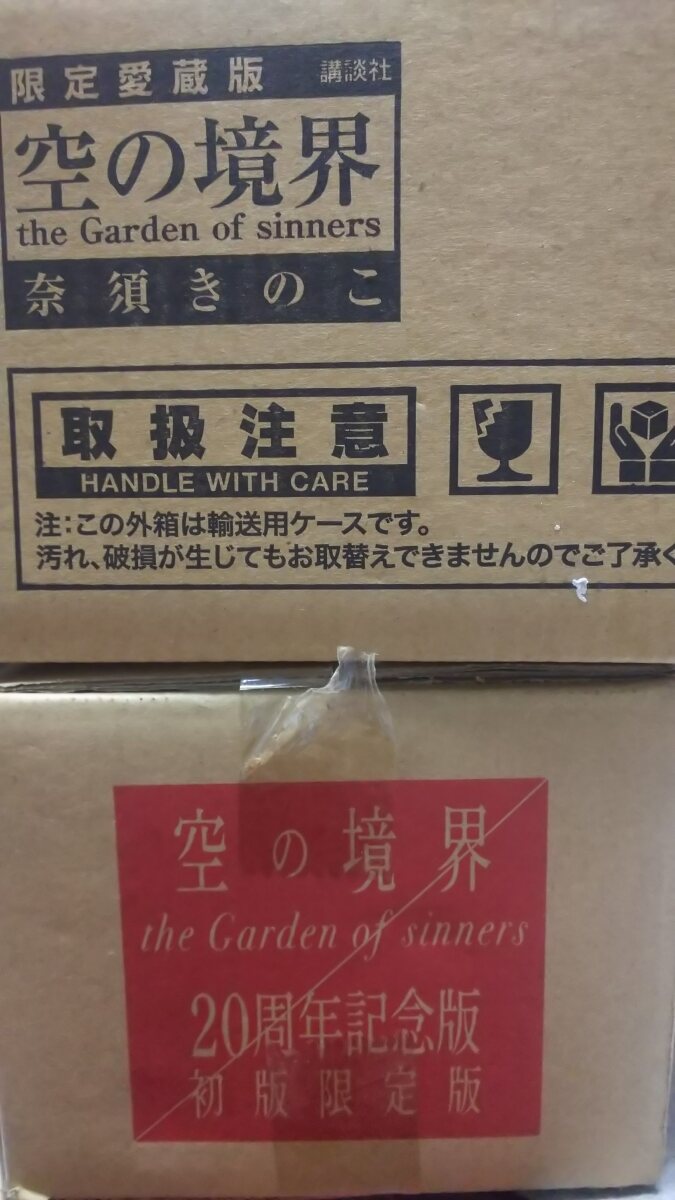 限定愛蔵版 講談社
空の境界
the Garden of sinners
奈須きのこ
取扱注意
HANDLE WITH CARE
注:この外箱は輸送用ケースです。
汚れ、破損が生じてもお取替えできませんのでご了承く
空の境界
the Garden of sinners
20周年記念版
初版限定版